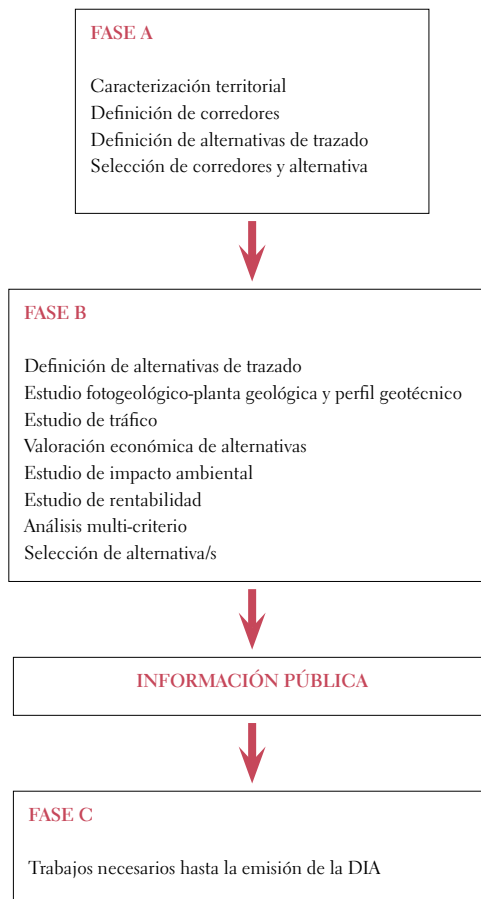 FASE A
Caracterización territorial
Definición de corredores
Definición de alternativas de trazado
Selección de corredores y alternativa
FASE B
Definición de alternativas de trazado
Estudio fotogeológico-planta geológica y perfil geotécnico
Estudio de tráfico
Valoración económica de alternativas
Estudio de impacto ambiental
Estudio de rentabilidad
Análisis multi-criterio
Selección de alternativa/s
INFORMACIÓN PÚBLICA
FASE C
Trabajos necesarios hasta la emisión de la DIA